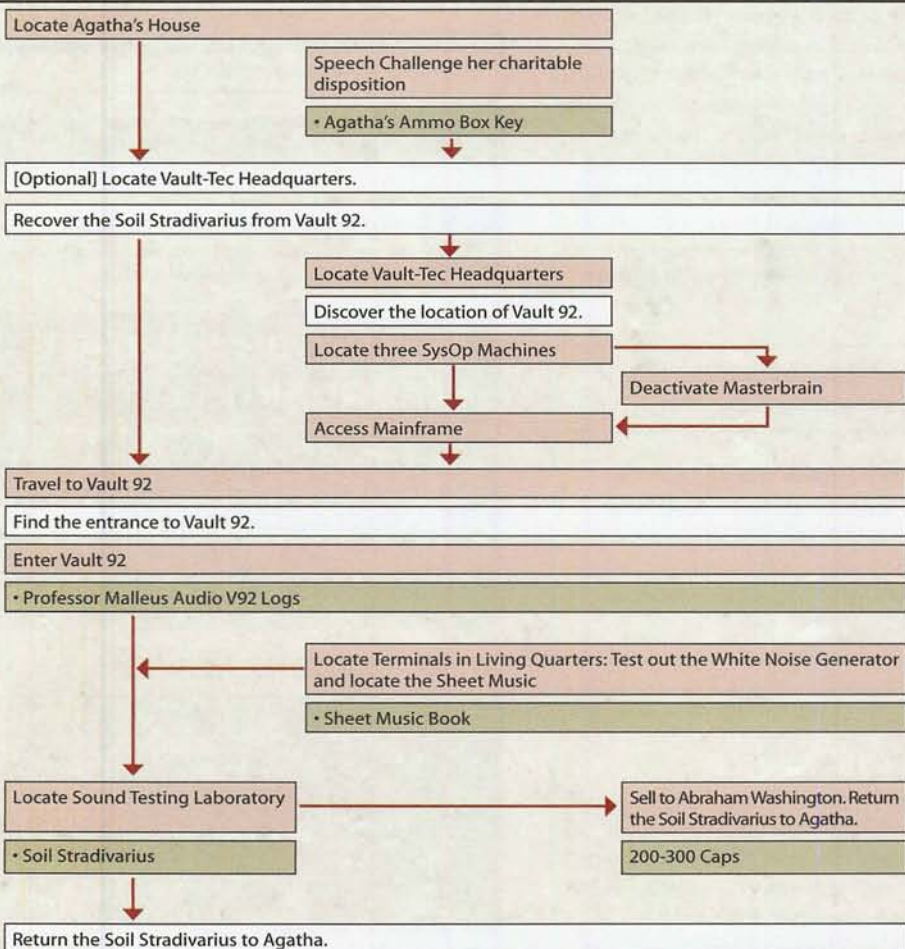 Locate Agatha's House
Speech Challenge her charitable
disposition
• Agatha's Ammo Box Key
[Optional] Locate Vault-Tec Headquarters.
Recover the Soil Stradivarius from Vault 92.
Locate Vault-Tec Headquarters
Discover the location of Vault 92.
Locate three SysOp Machines
Deactivate Masterbrain
Access Mainframe
Travel to Vault 92
Find the entrance to Vault 92.
Enter Vault 92
• Professor Malleus Audio V92 Logs
Locate Terminals in Living Quarters: Test out the White Noise Generator
and locate the Sheet Music
• Sheet Music Book
Locate Sound Testing Laboratory
• Soil Stradivarius
Sell to Abraham Washington. Return
the Soil Stradivarius to Agatha.
200-300 Caps
Return the Soil Stradivarius to Agatha.